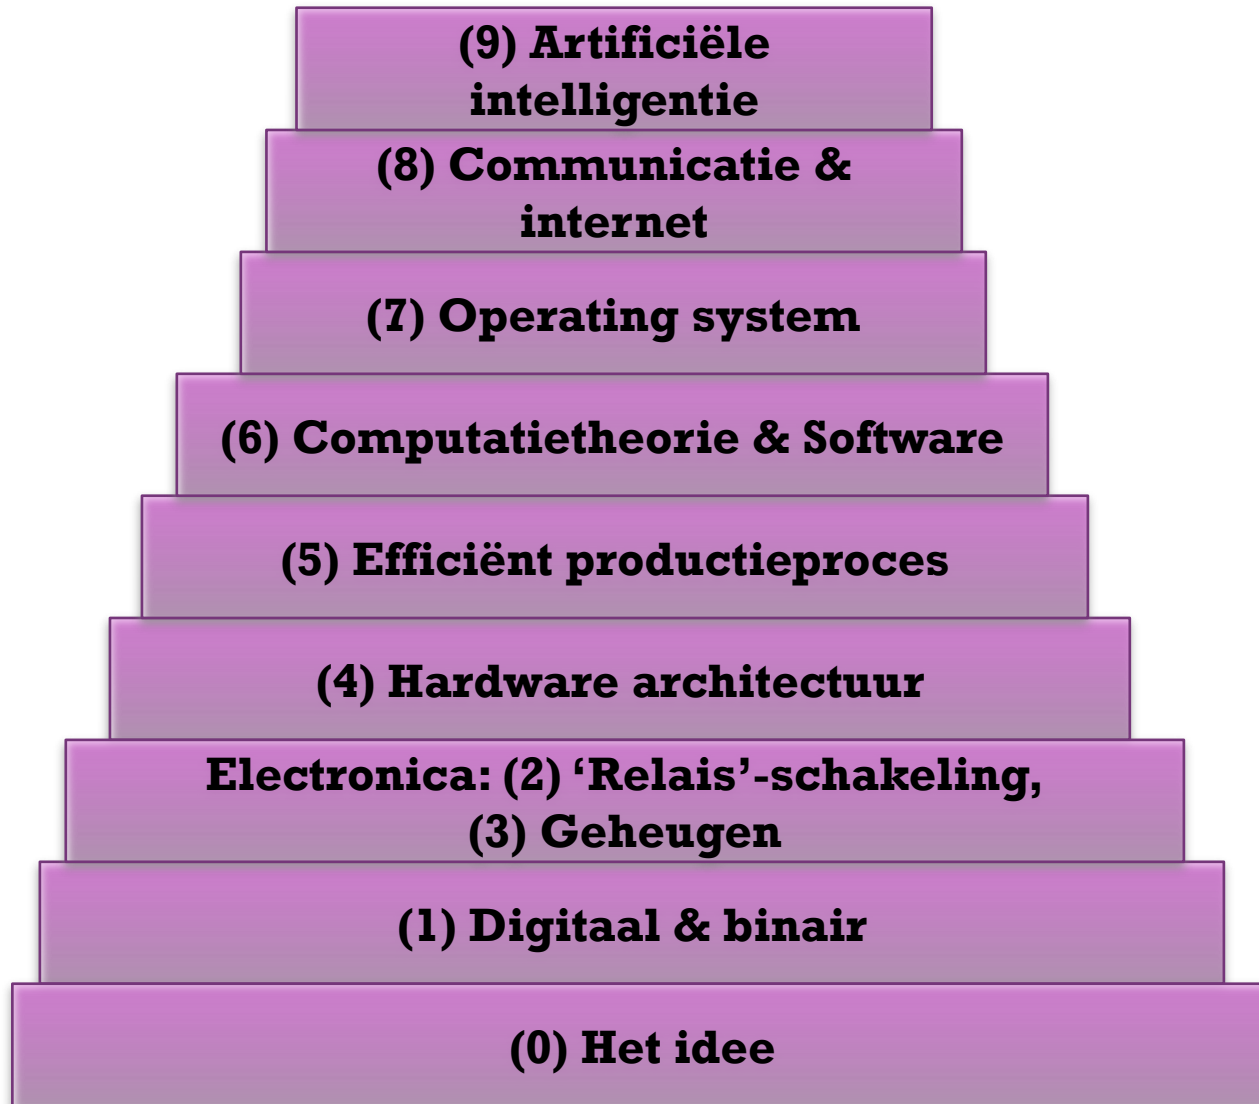 (9) Artificiële
intelligentie
(8) Communicatie &
internet
(7) Operating system
(6) Computatietheorie & Software
(5) Efficiënt productieproces
(4) Hardware architectuur
Electronica: (2) ‘Relais’-schakeling,
(3) Geheugen
(1) Digitaal & binair
(0) Het idee